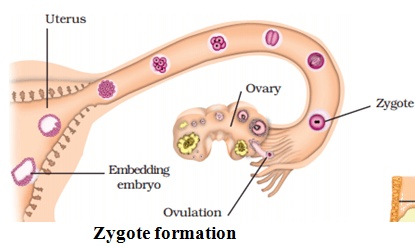 Uterus
Ovary
Zygote
Embedding
embryo
Ovulation
Zygote formation